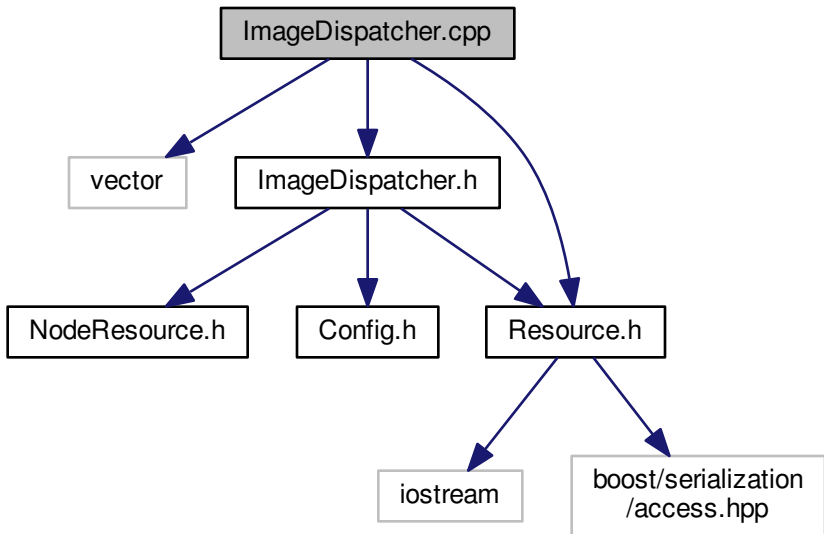 ImageDispatcher.cpp
vector
ImageDispatcher.h
NodeResource.h
Config.h
Resource.h
iostream
boost/serialization
/access.hpp